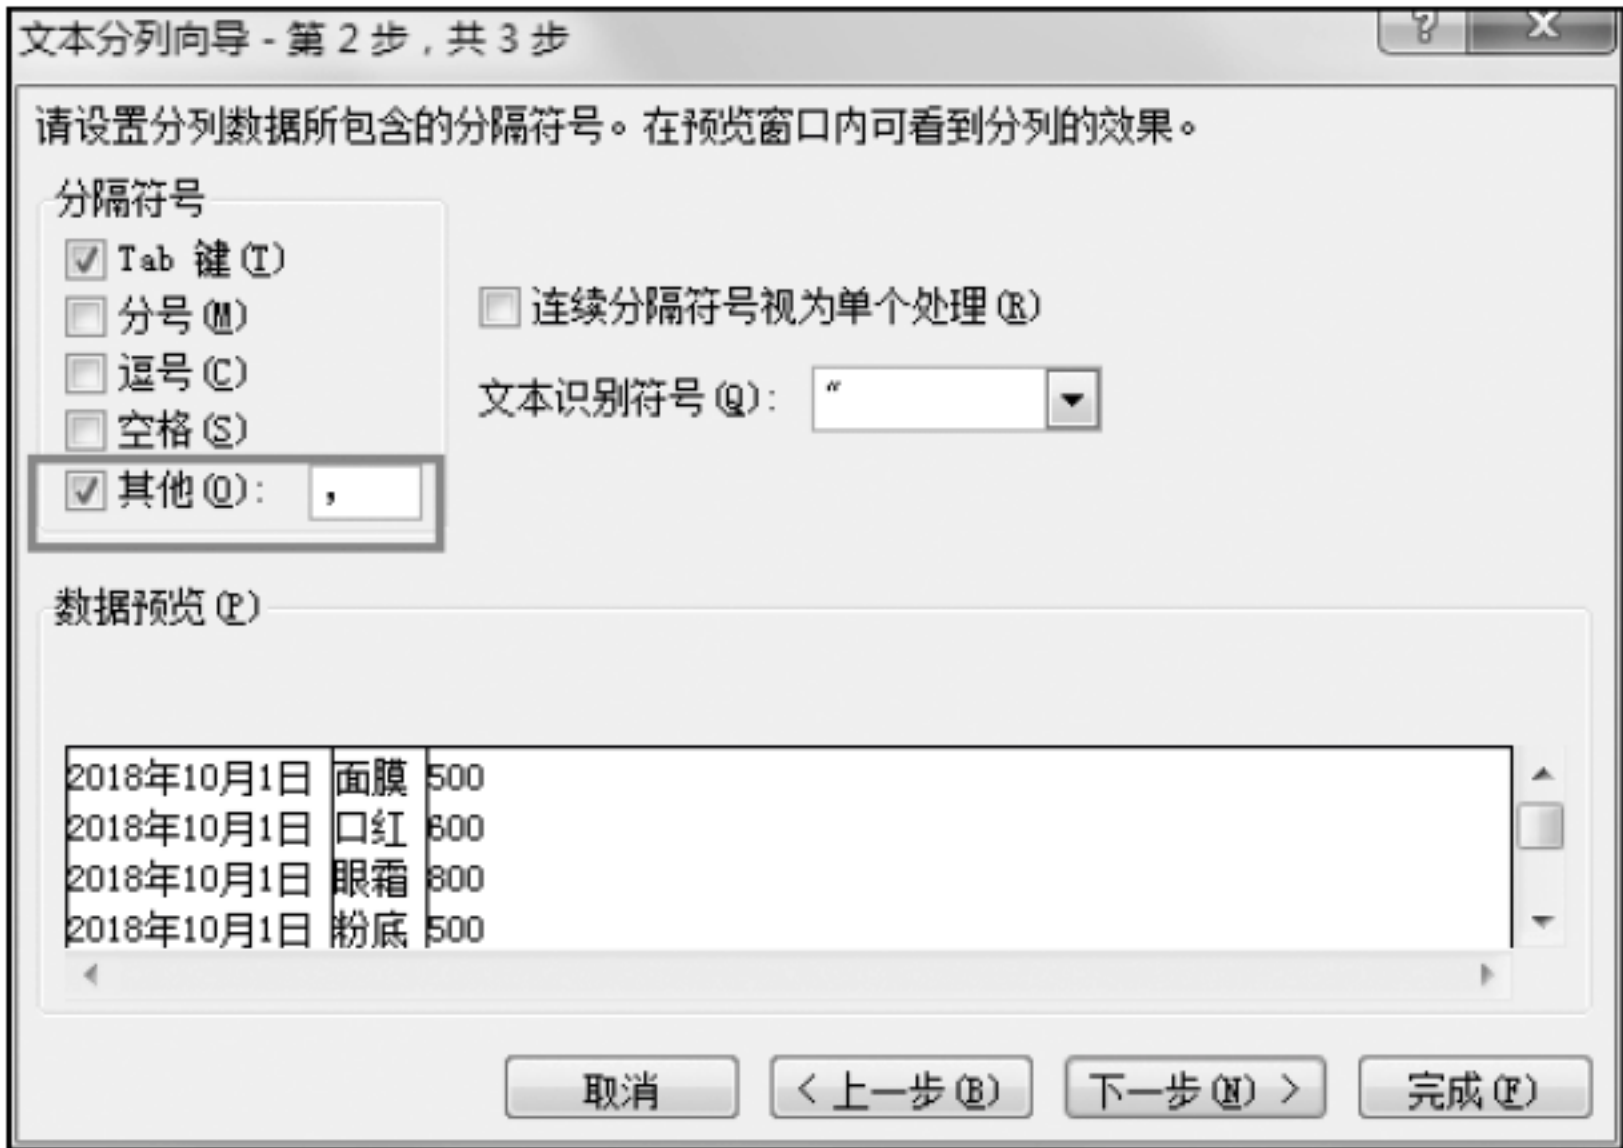 文本分列向导 - 第 2 步，共 3 步
? X
请设置分列数据所包含的分隔符号。在预览窗口内可看到分列的效果。
分隔符号
Tab 键(T)
分号(M)
逗号(C)
空格(S)
其他(O): ，
连续分隔符号视为单个处理(R)
文本识别符号(Q): "
数据预览(P)
2018年10月1日 面膜 500
2018年10月1日 口红 600
2018年10月1日 眼霜 800
2018年10月1日 粉底 500
取消 < 上一步(B) 下一步(N) > 完成(F)